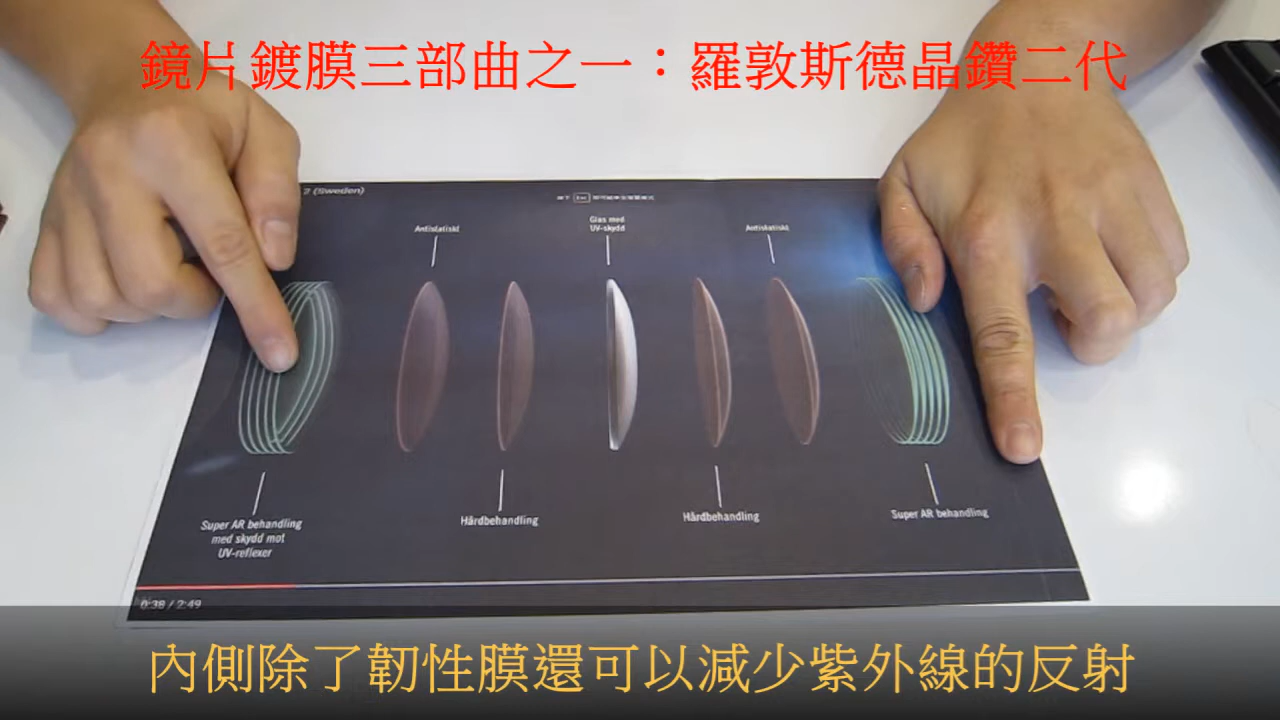 鏡片鍍膜三部曲之一：羅敦斯德晶鑽二代
2 (Sweden)
Antistatiskt
Glas med
UV-skydd
Antistatiskt
Super AR behandling
med skydd mot
UV-reflexer
Hårdbehandling
Hårdbehandling
Super AR behandling
0:38 / 2:49
內側除了韌性膜還可以減少紫外線的反射